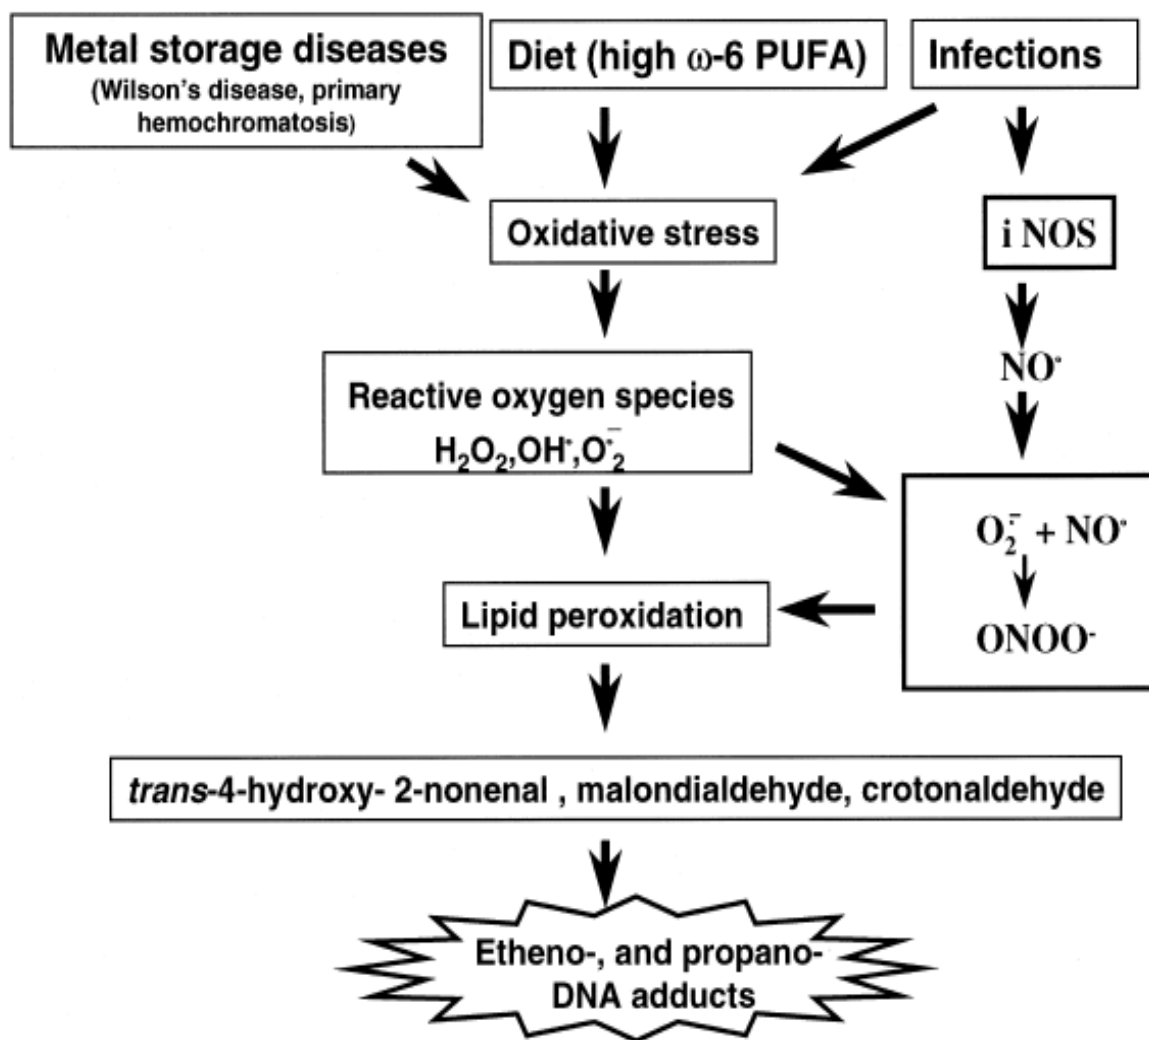 Metal storage diseases
(Wilson's disease, primary
hemochromatosis)
Diet (high ω-6 PUFA)
Infections
Oxidative stress
i NOS
NO•
Reactive oxygen species
H₂O₂,OH•,O•̄₂
O₂•̄ + NO•
ONOO⁻
Lipid peroxidation
trans-4-hydroxy- 2-nonenal , malondialdehyde, crotonaldehyde
Etheno-, and propano-
DNA adducts